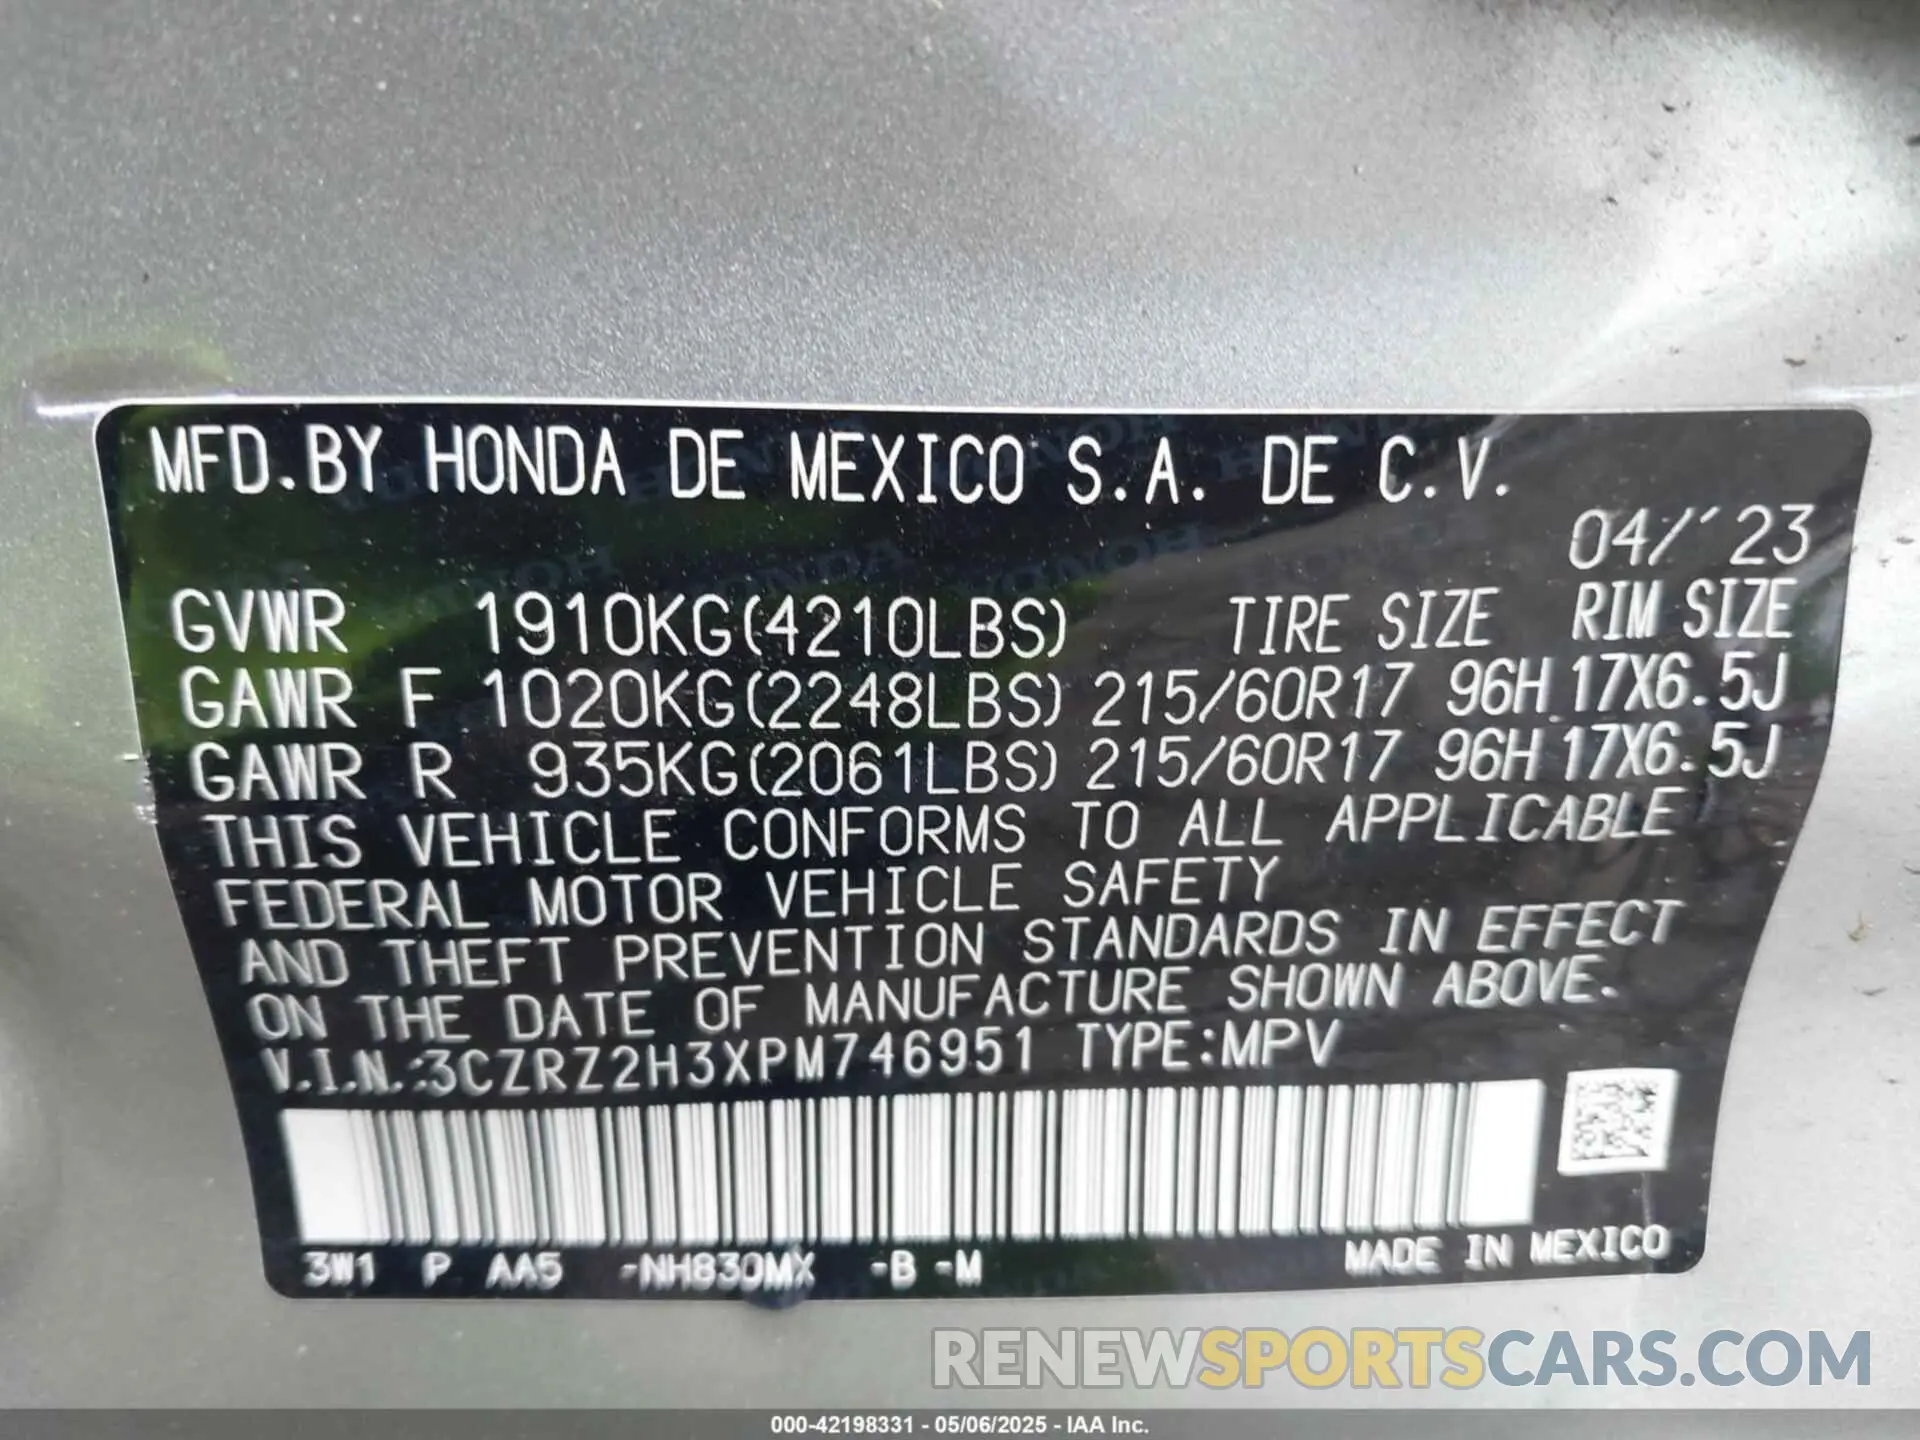 MFD.BY HONDA DE MEXICO S.A. DE C.V.
04/'23
GVWR 1910KG(4210LBS) TIRE SIZE RIM SIZE
GAWR F 1020KG(2248LBS) 215/60R17 96H 17X6.5J
GAWR R 935KG(2061LBS) 215/60R17 96H 17X6.5J
THIS VEHICLE CONFORMS TO ALL APPLICABLE
FEDERAL MOTOR VEHICLE SAFETY
AND THEFT PREVENTION STANDARDS IN EFFECT
ON THE DATE OF MANUFACTURE SHOWN ABOVE.
V.I.N.:3CZRZ2H3XPM746951 TYPE:MPV
3W1 P AA5 -NH830MX -B -M MADE IN MEXICO
RENEWSPORTSCARS.COM
000-42198331 - 05/06/2025 - IAA Inc.